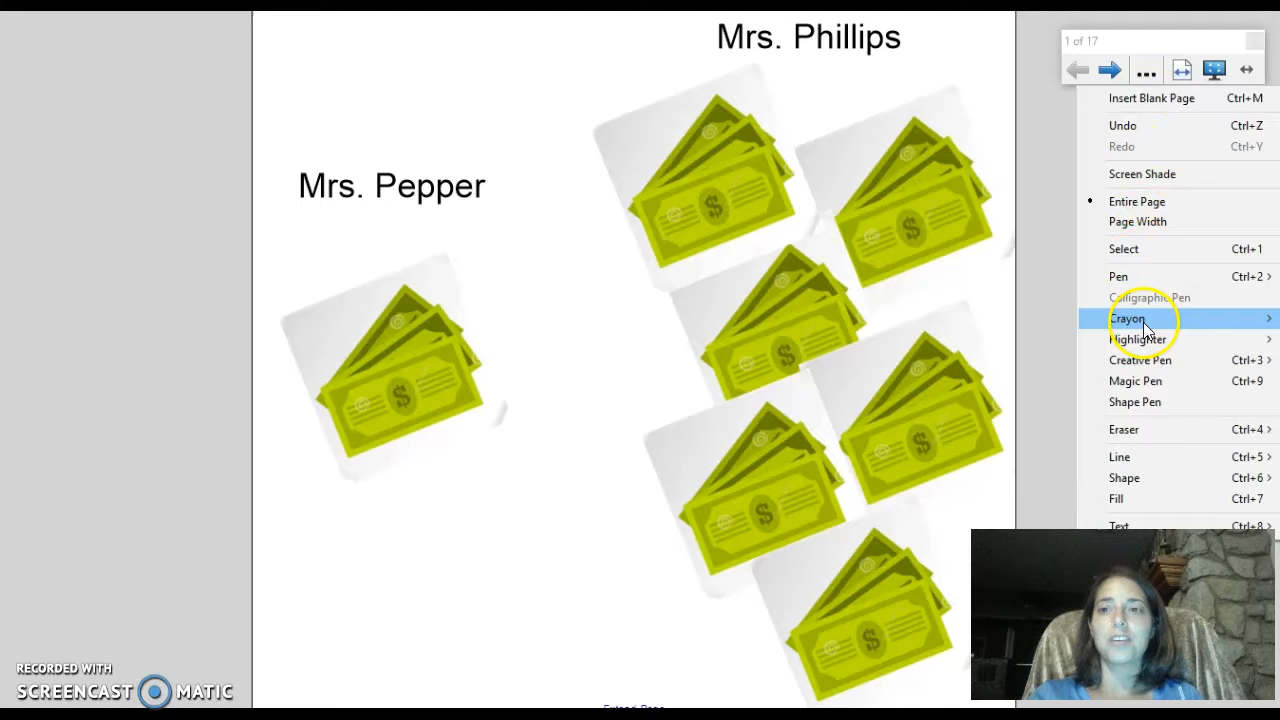 Mrs. Phillips
Mrs. Pepper
$
$
$
$
$
$
$
1 of 17
...
Insert Blank Page Ctrl+M
Undo Ctrl+Z
Redo Ctrl+Y
Screen Shade
Entire Page
Page Width
Select Ctrl+1
Pen Ctrl+2
Calligraphic Pen
Crayon
Highlighter
Creative Pen Ctrl+3
Magic Pen Ctrl+9
Shape Pen
Eraser Ctrl+4
Line Ctrl+5
Shape Ctrl+6
Fill Ctrl+7
Text Ctrl+8
Extend Page
RECORDED WITH
SCREENCAST MATIC